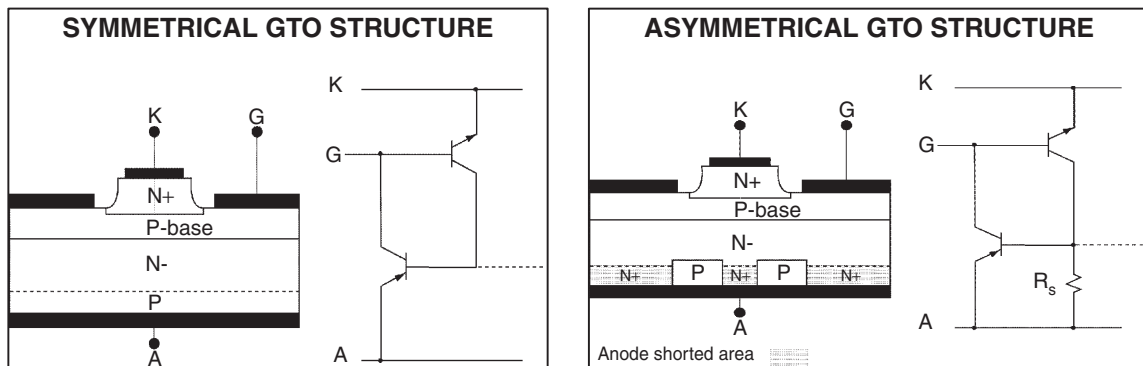 SYMMETRICAL GTO STRUCTURE
K
G
N+
P-base
N-
P
A
K
G
A
ASYMMETRICAL GTO STRUCTURE
K
G
N+
P-base
N-
N+ P N+ P N+
A
Anode shorted area
K
G
Rs
A